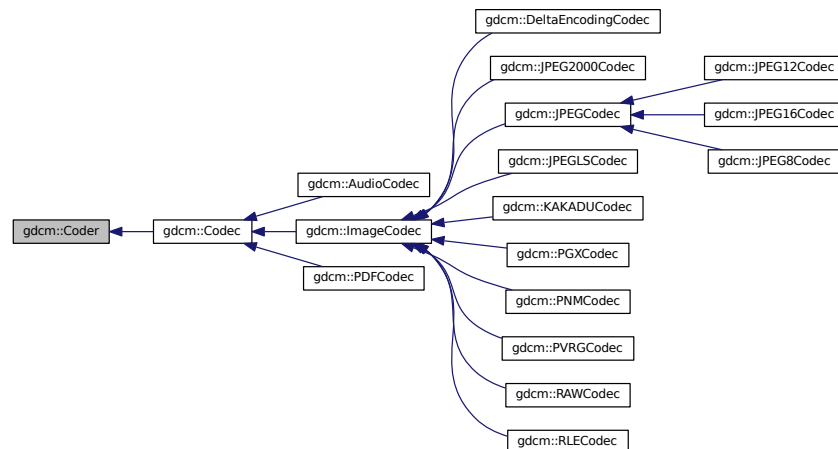 gdcm::DeltaEncodingCodec
gdcm::JPEG2000Codec
gdcm::JPEG12Codec
gdcm::JPEGCodec
gdcm::JPEG16Codec
gdcm::JPEGLSCodec
gdcm::JPEG8Codec
gdcm::AudioCodec
gdcm::KAKADUCodec
gdcm::Coder
gdcm::Codec
gdcm::ImageCodec
gdcm::PGXCodec
gdcm::PDFCodec
gdcm::PNMCodec
gdcm::PVRGCodec
gdcm::RAWCodec
gdcm::RLECodec